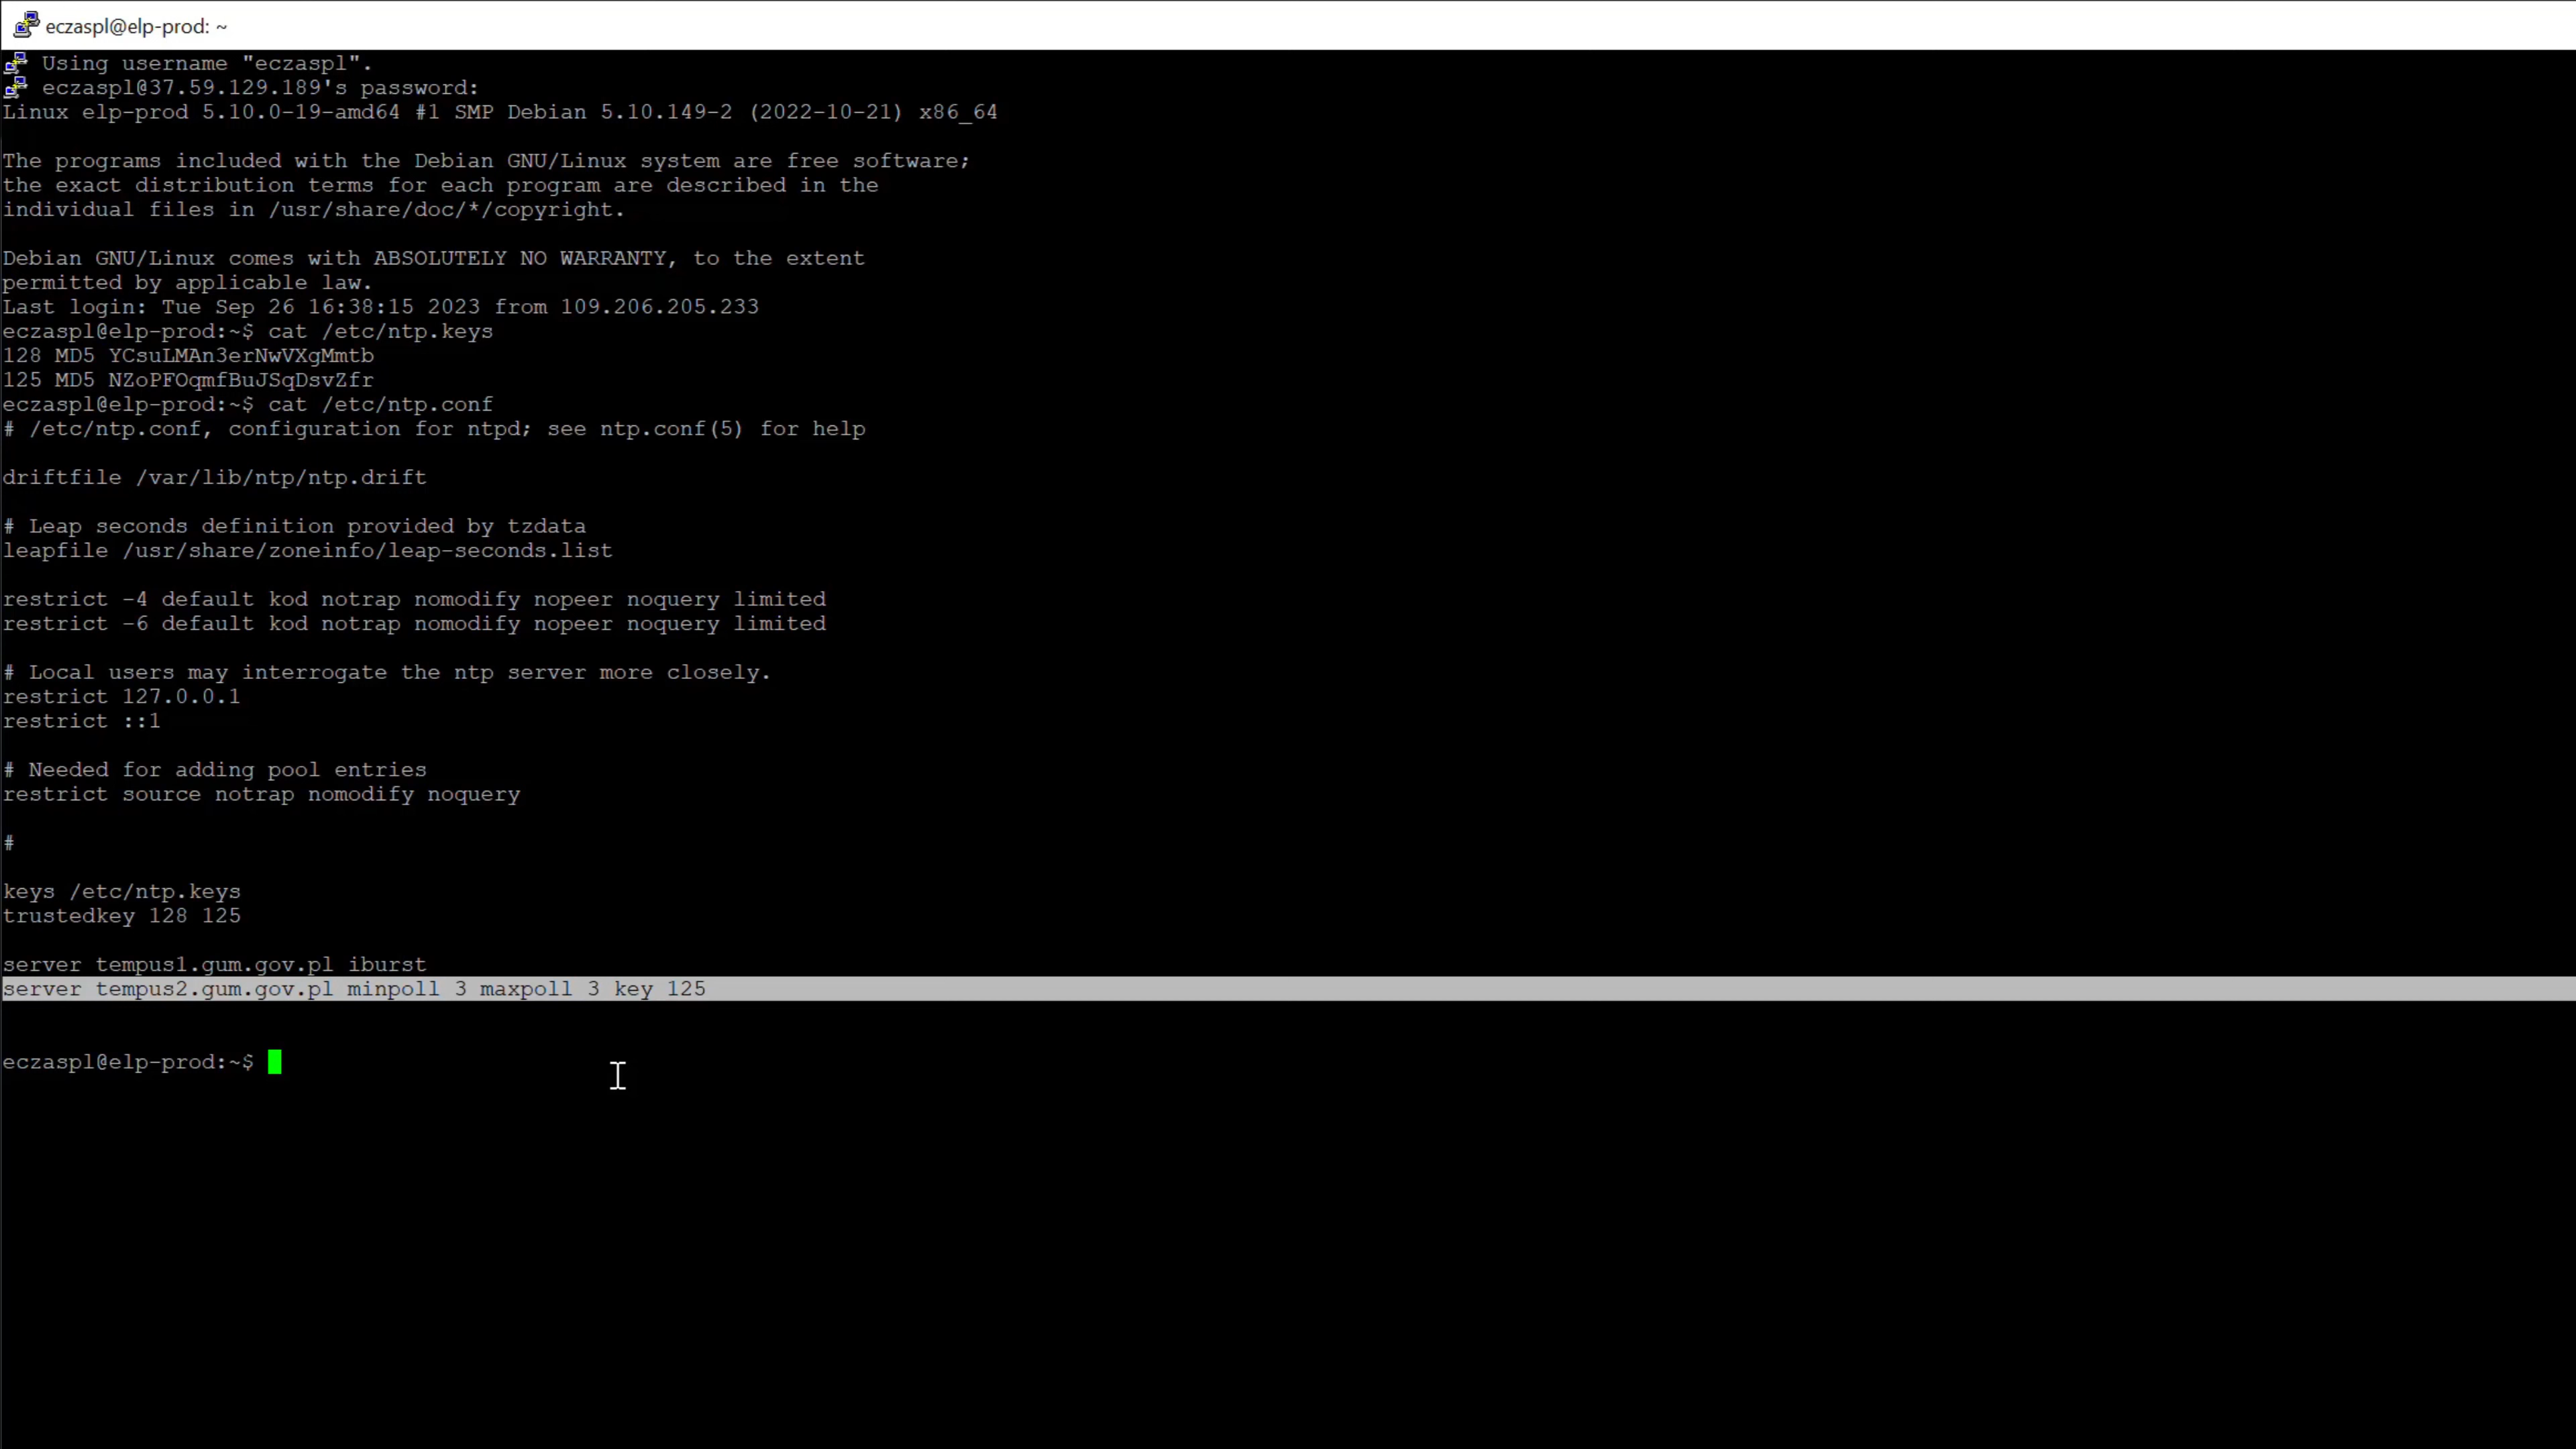 eczaspl@elp-prod: ~
Using username "eczaspl".
eczaspl@37.59.129.189's password:
Linux elp-prod 5.10.0-19-amd64 #1 SMP Debian 5.10.149-2 (2022-10-21) x86_64
The programs included with the Debian GNU/Linux system are free software;
the exact distribution terms for each program are described in the
individual files in /usr/share/doc/*/copyright.
Debian GNU/Linux comes with ABSOLUTELY NO WARRANTY, to the extent
permitted by applicable law.
Last login: Tue Sep 26 16:38:15 2023 from 109.206.205.233
eczaspl@elp-prod:~$ cat /etc/ntp.keys
128 MD5 YCsuLMAn3erNwVXgMmtb
125 MD5 NZoPFOqmfBuJSqDsvZfr
eczaspl@elp-prod:~$ cat /etc/ntp.conf
# /etc/ntp.conf, configuration for ntpd; see ntp.conf(5) for help
driftfile /var/lib/ntp/ntp.drift
# Leap seconds definition provided by tzdata
leapfile /usr/share/zoneinfo/leap-seconds.list
restrict -4 default kod notrap nomodify nopeer noquery limited
restrict -6 default kod notrap nomodify nopeer noquery limited
# Local users may interrogate the ntp server more closely.
restrict 127.0.0.1
restrict ::1
# Needed for adding pool entries
restrict source notrap nomodify noquery
#
keys /etc/ntp.keys
trustedkey 128 125
server tempus1.gum.gov.pl iburst
server tempus2.gum.gov.pl minpoll 3 maxpoll 3 key 125
eczaspl@elp-prod:~$